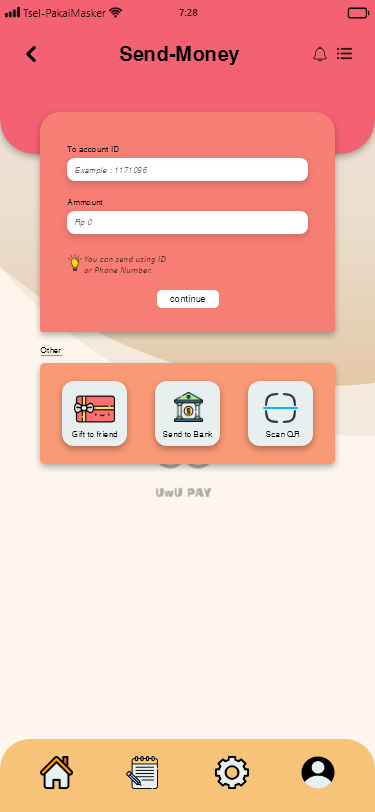 Tsel-PakaiMasker 7:28
Send-Money
To account ID
Example : 1171096
Ammount
Rp 0
You can send using ID
or Phone Number.
continue
Other
Gift to friend Send to Bank Scan QR
UwU PAY